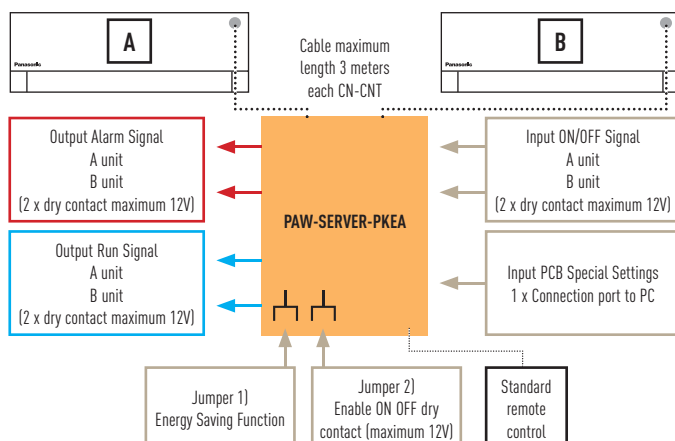 A
B
Panasonic
Panasonic
Cable maximum
length 3 meters
each CN-CNT
Output Alarm Signal
A unit
B unit
(2 x dry contact maximum 12V)
Output Run Signal
A unit
B unit
(2 x dry contact maximum 12V)
PAW-SERVER-PKEA
Input ON/OFF Signal
A unit
B unit
(2 x dry contact maximum 12V)
Input PCB Special Settings
1 x Connection port to PC
Jumper 1)
Energy Saving Function
Jumper 2)
Enable ON OFF dry
contact (maximum 12V)
Standard
remote
control